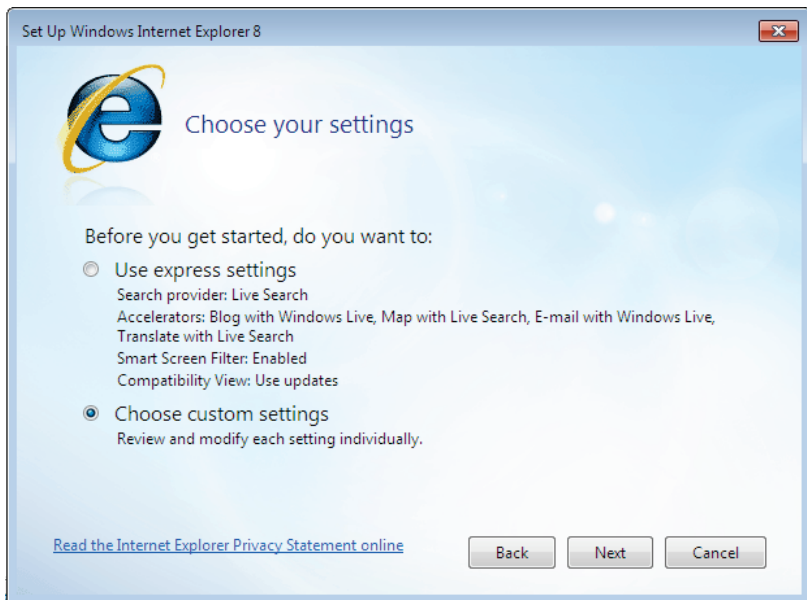 Set Up Windows Internet Explorer 8
Choose your settings
Before you get started, do you want to:
Use express settings
Search provider: Live Search
Accelerators: Blog with Windows Live, Map with Live Search, E-mail with Windows Live,
Translate with Live Search
Smart Screen Filter: Enabled
Compatibility View: Use updates
Choose custom settings
Review and modify each setting individually.
Read the Internet Explorer Privacy Statement online
Back
Next
Cancel